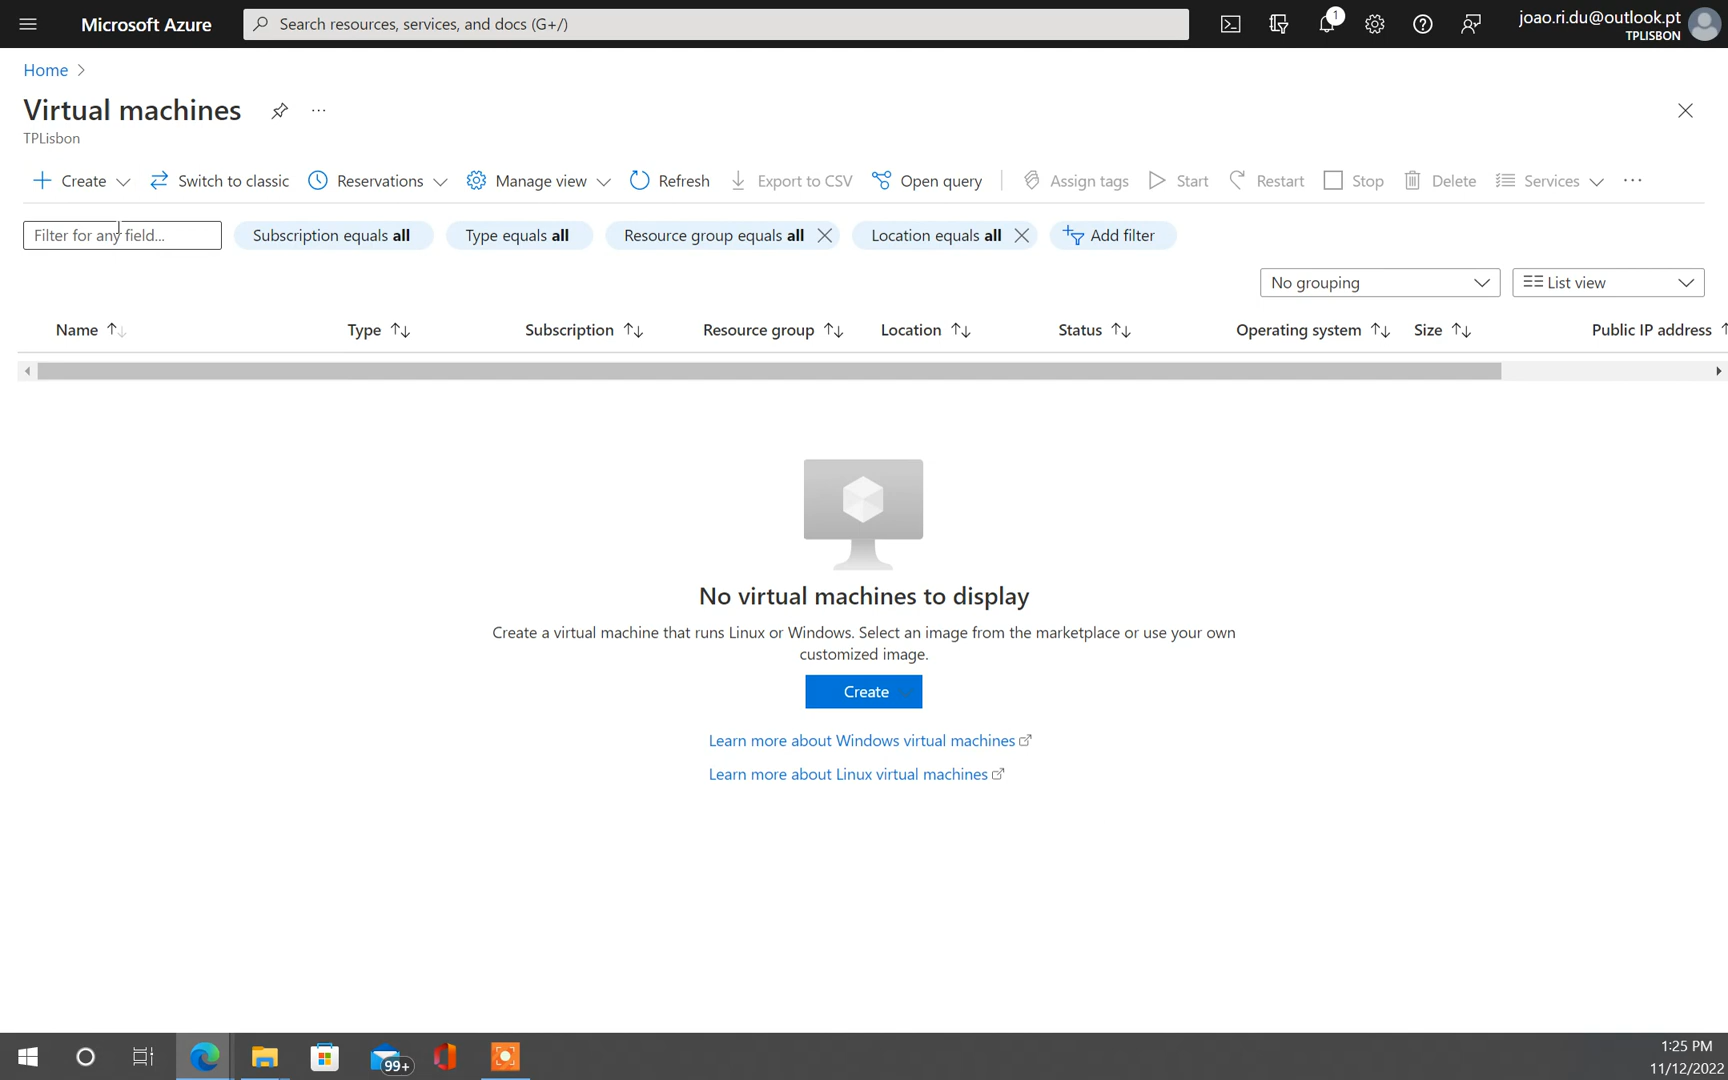 Microsoft Azure
Search resources, services, and docs (G+/)
1
joao.ri.du@outlook.pt
TPLISBON
Home
Virtual machines
...
TPLisbon
Create
Switch to classic
Reservations
Manage view
Refresh
Export to CSV
Open query
Assign tags
Start
Restart
Stop
Delete
Services
...
Filter for any field...
Subscription equals all
Type equals all
Resource group equals all
Location equals all
Add filter
No grouping
List view
Name
Type
Subscription
Resource group
Location
Status
Operating system
Size
Public IP address
No virtual machines to display
Create a virtual machine that runs Linux or Windows. Select an image from the marketplace or use your own
customized image.
Create
Learn more about Windows virtual machines
Learn more about Linux virtual machines
99+
1:25 PM
11/12/2022